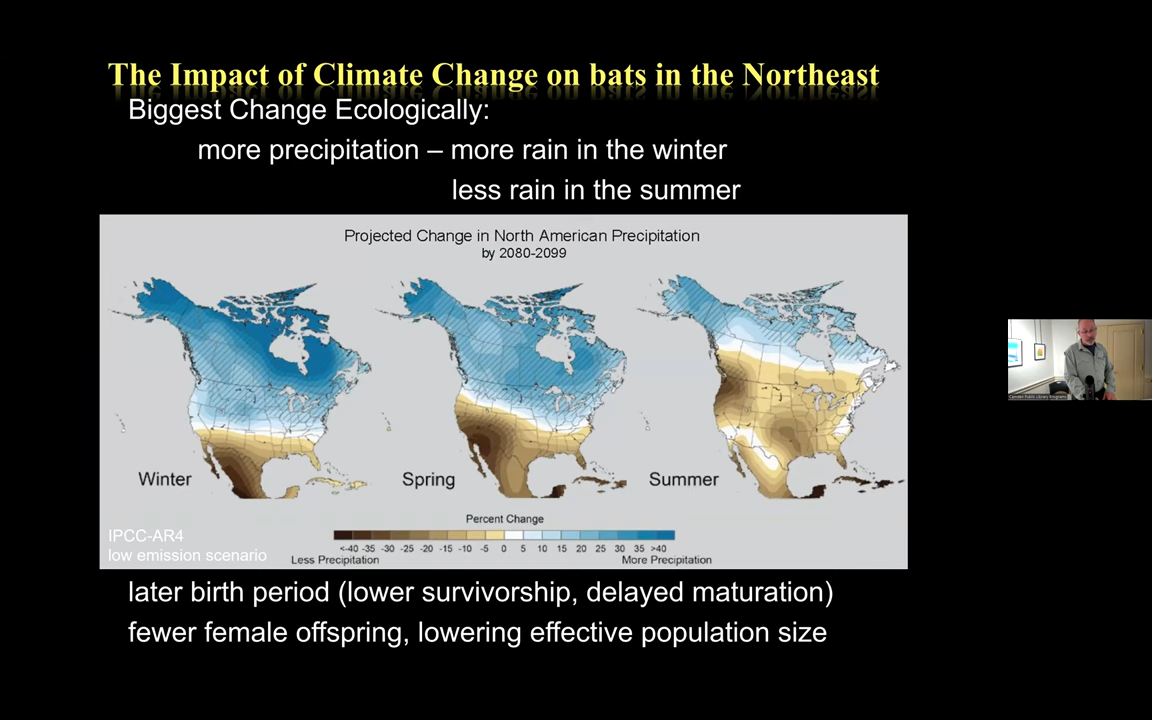 The Impact of Climate Change on bats in the Northeast
Biggest Change Ecologically:
more precipitation – more rain in the winter
less rain in the summer
Projected Change in North American Precipitation
by 2080-2099
Winter
Spring
Summer
IPCC-AR4
low emission scenario
Percent Change
<-40 -35 -30 -25 -20 -15 -10 -5 0 5 10 15 20 25 30 35 >40
Less Precipitation
More Precipitation
later birth period (lower survivorship, delayed maturation)
fewer female offspring, lowering effective population size
Camden Public Library Programs